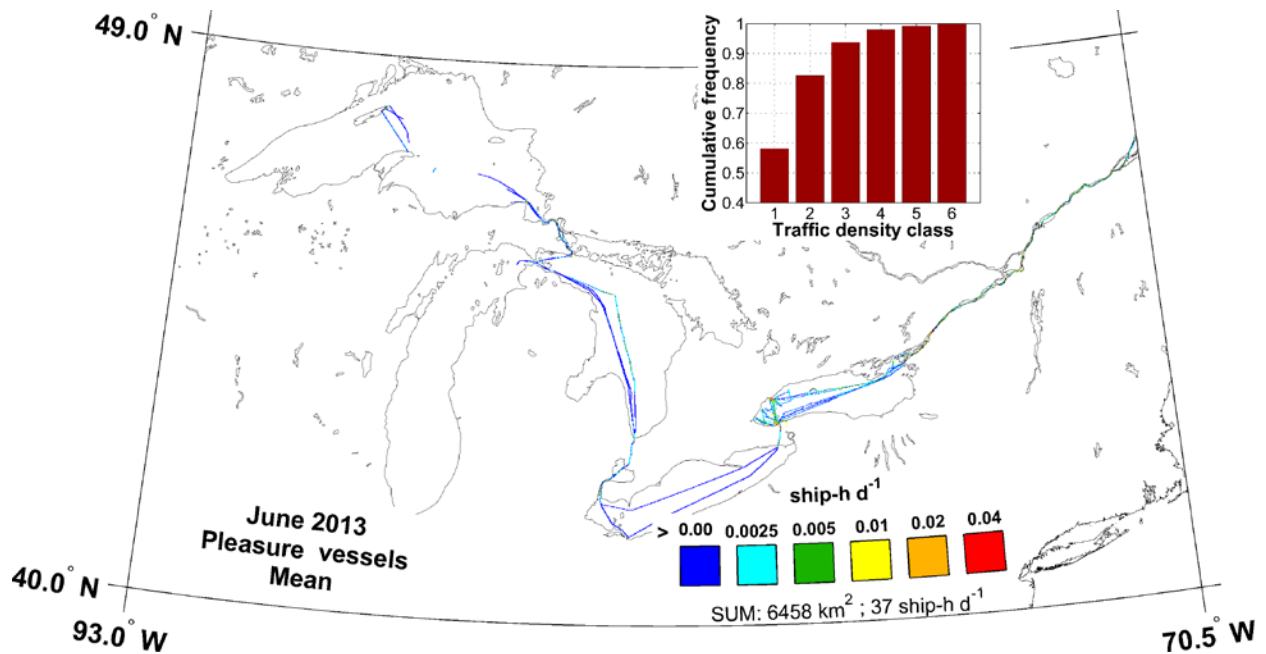 49.0° N
Cumulative frequency
1
0.9
0.8
0.7
0.6
0.5
0.4
1 2 3 4 5 6
Traffic density class
June 2013
Pleasure vessels
Mean
ship-h d⁻¹
> 0.00 0.0025 0.005 0.01 0.02 0.04
SUM: 6458 km² ; 37 ship-h d⁻¹
40.0° N
93.0° W
70.5° W